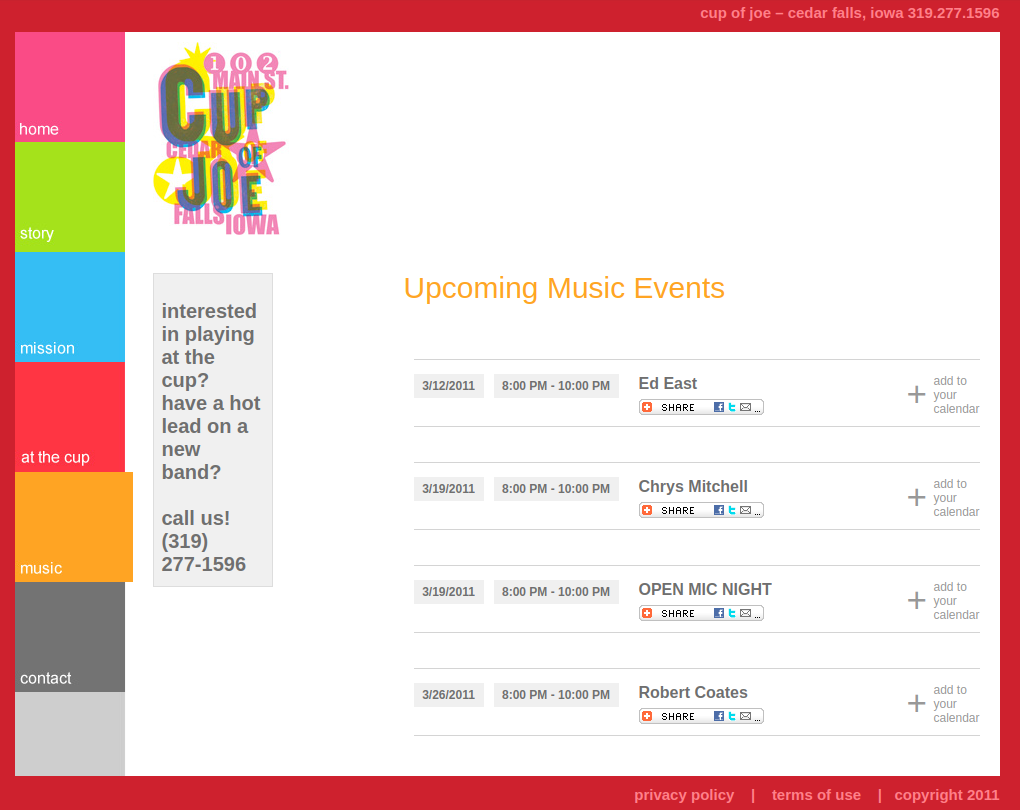 cup of joe – cedar falls, iowa 319.277.1596
home
story
mission
at the cup
music
contact
102
MAIN ST.
CUP
CEDAR
OF
JOE
FALLS
IOWA
interested
in playing
at the
cup?
have a hot
lead on a
new
band?
call us!
(319)
277-1596
Upcoming Music Events
3/12/2011 8:00 PM - 10:00 PM Ed East
SHARE ...
+ add to
your
calendar
3/19/2011 8:00 PM - 10:00 PM Chrys Mitchell
SHARE ...
+ add to
your
calendar
3/19/2011 8:00 PM - 10:00 PM OPEN MIC NIGHT
SHARE ...
+ add to
your
calendar
3/26/2011 8:00 PM - 10:00 PM Robert Coates
SHARE ...
+ add to
your
calendar
privacy policy | terms of use | copyright 2011